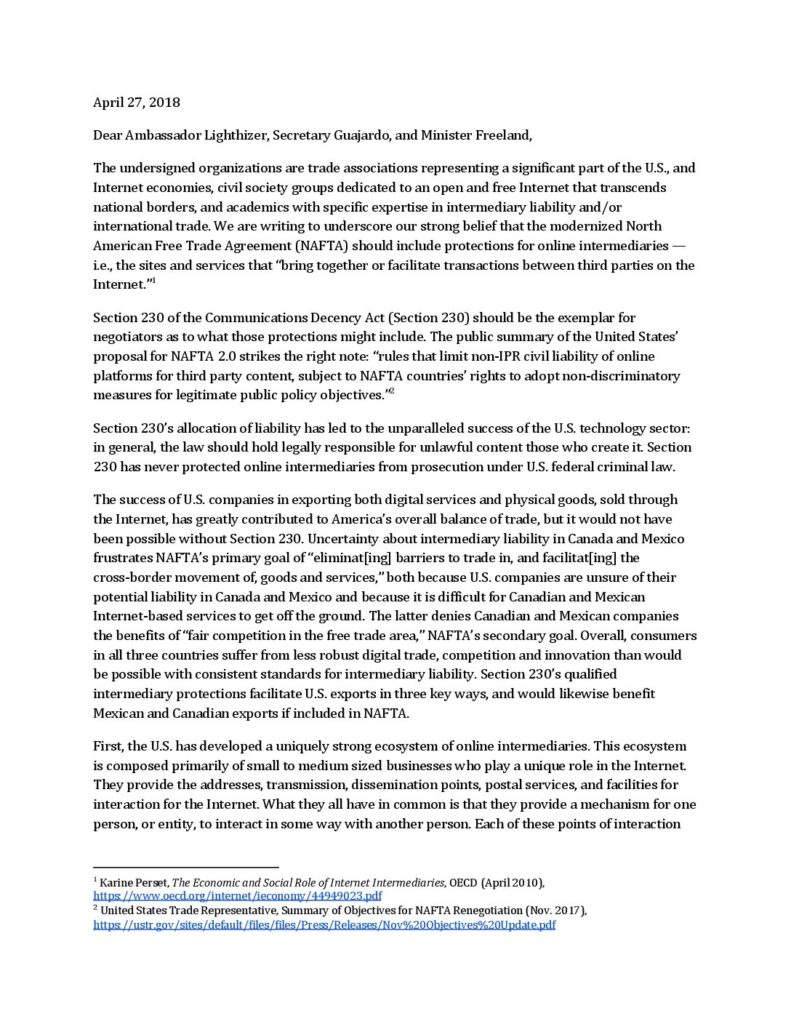 April 27, 2018
Dear Ambassador Lighthizer, Secretary Guajardo, and Minister Freeland,
The undersigned organizations are trade associations representing a significant part of the U.S., and
Internet economies, civil society groups dedicated to an open and free Internet that transcends
national borders, and academics with specific expertise in intermediary liability and/or
international trade. We are writing to underscore our strong belief that the modernized North
American Free Trade Agreement (NAFTA) should include protections for online intermediaries —
i.e., the sites and services that “bring together or facilitate transactions between third parties on the
Internet.”1
Section 230 of the Communications Decency Act (Section 230) should be the exemplar for
negotiators as to what those protections might include. The public summary of the United States’
proposal for NAFTA 2.0 strikes the right note: “rules that limit non-IPR civil liability of online
platforms for third party content, subject to NAFTA countries’ rights to adopt non-discriminatory
measures for legitimate public policy objectives.”2
Section 230’s allocation of liability has led to the unparalleled success of the U.S. technology sector:
in general, the law should hold legally responsible for unlawful content those who create it. Section
230 has never protected online intermediaries from prosecution under U.S. federal criminal law.
The success of U.S. companies in exporting both digital services and physical goods, sold through
the Internet, has greatly contributed to America’s overall balance of trade, but it would not have
been possible without Section 230. Uncertainty about intermediary liability in Canada and Mexico
frustrates NAFTA’s primary goal of “eliminat[ing] barriers to trade in, and facilitat[ing] the
cross-border movement of, goods and services,” both because U.S. companies are unsure of their
potential liability in Canada and Mexico and because it is difficult for Canadian and Mexican
Internet-based services to get off the ground. The latter denies Canadian and Mexican companies
the benefits of “fair competition in the free trade area,” NAFTA’s secondary goal. Overall, consumers
in all three countries suffer from less robust digital trade, competition and innovation than would
be possible with consistent standards for intermediary liability. Section 230’s qualified
intermediary protections facilitate U.S. exports in three key ways, and would likewise benefit
Mexican and Canadian exports if included in NAFTA.
First, the U.S. has developed a uniquely strong ecosystem of online intermediaries. This ecosystem
is composed primarily of small to medium sized businesses who play a unique role in the Internet.
They provide the addresses, transmission, dissemination points, postal services, and facilities for
interaction for the Internet. What they all have in common is that they provide a mechanism for one
person, or entity, to interact in some way with another person. Each of these points of interaction
1 Karine Perset, The Economic and Social Role of Internet Intermediaries, OECD (April 2010),
https://www.oecd.org/internet/ieconomy/44949023.pdf
2 United States Trade Representative, Summary of Objectives for NAFTA Renegotiation (Nov. 2017),
https://ustr.gov/sites/default/files/files/Press/Releases/Nov%20Objectives%20Update.pdf